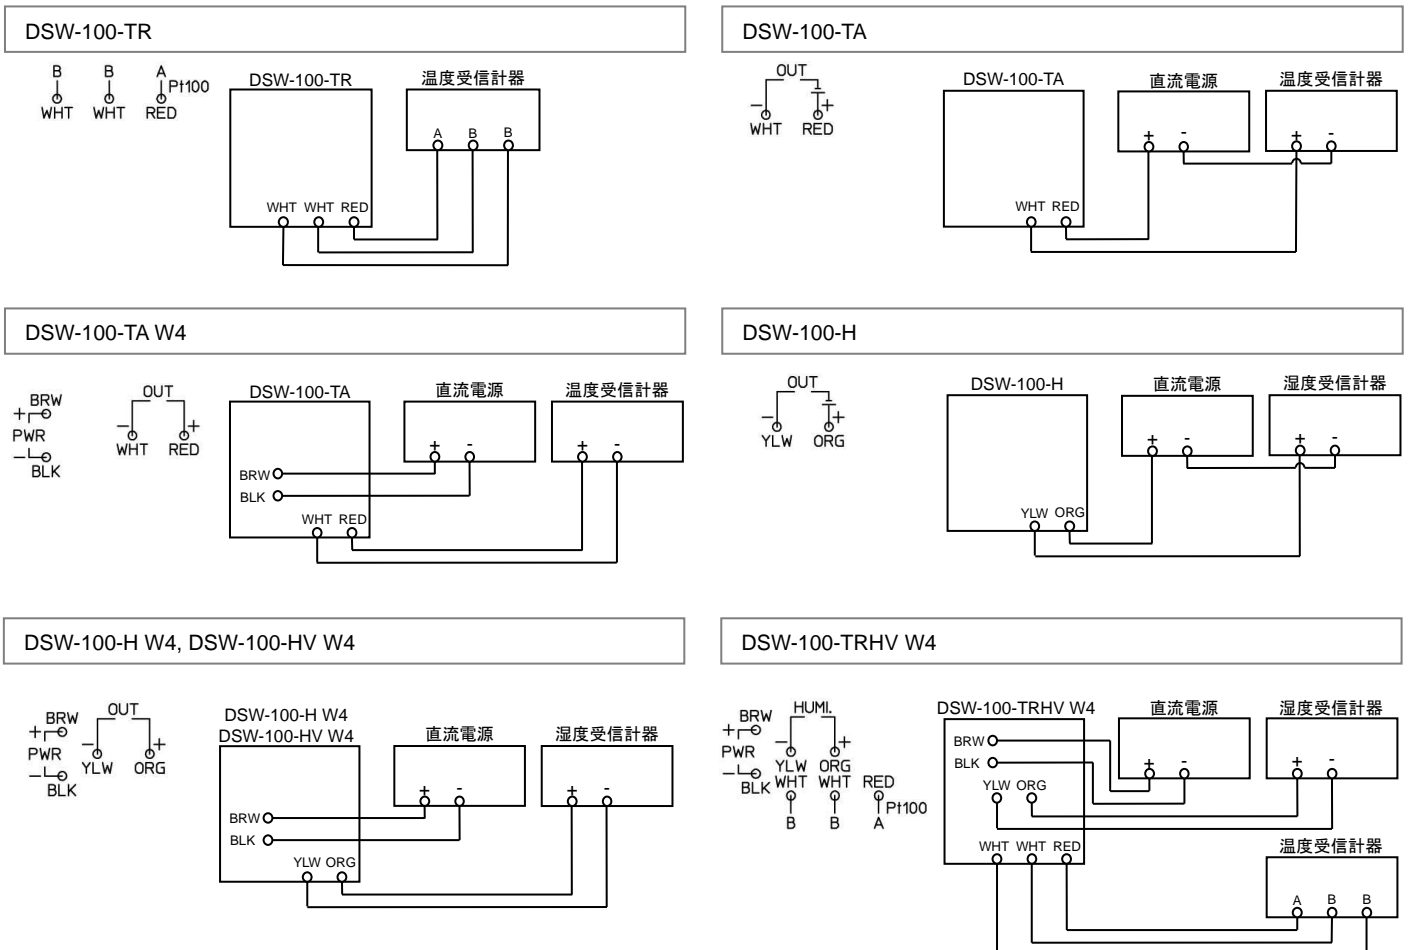 DSW-100-TR
B B A
Pt100
WHT WHT RED
DSW-100-TR
温度受信計器
A B B
WHT WHT RED
DSW-100-TA
OUT
- +
WHT RED
DSW-100-TA
直流電源
温度受信計器
+ -
+ -
WHT RED
DSW-100-TA W4
BRW
+
PWR
-
BLK
OUT
- +
WHT RED
DSW-100-TA
直流電源
温度受信計器
+ -
+ -
BRW
BLK
WHT RED
DSW-100-H
OUT
- +
YLW ORG
DSW-100-H
直流電源
湿度受信計器
+ -
+ -
YLW ORG
DSW-100-H W4, DSW-100-HV W4
BRW
+
PWR
-
BLK
OUT
- +
YLW ORG
DSW-100-H W4
DSW-100-HV W4
直流電源
湿度受信計器
+ -
+ -
BRW
BLK
YLW ORG
DSW-100-TRHV W4
BRW
+
PWR
-
BLK
HUMI.
- +
YLW ORG
WHT WHT RED
Pt100
B B A
DSW-100-TRHV W4
直流電源
湿度受信計器
BRW
BLK
+ -
+ -
YLW ORG
WHT WHT RED
温度受信計器
A B B